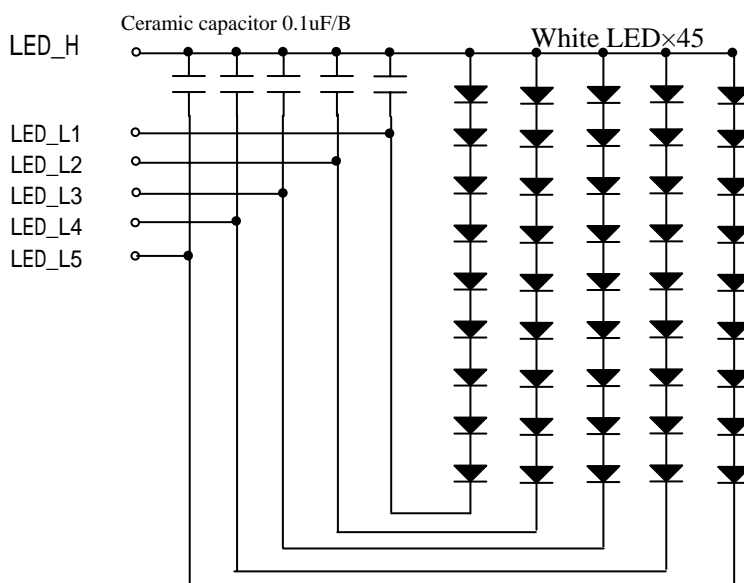 Ceramic capacitor 0.1uF/B
LED_H
White LED×45
LED_L1
LED_L2
LED_L3
LED_L4
LED_L5